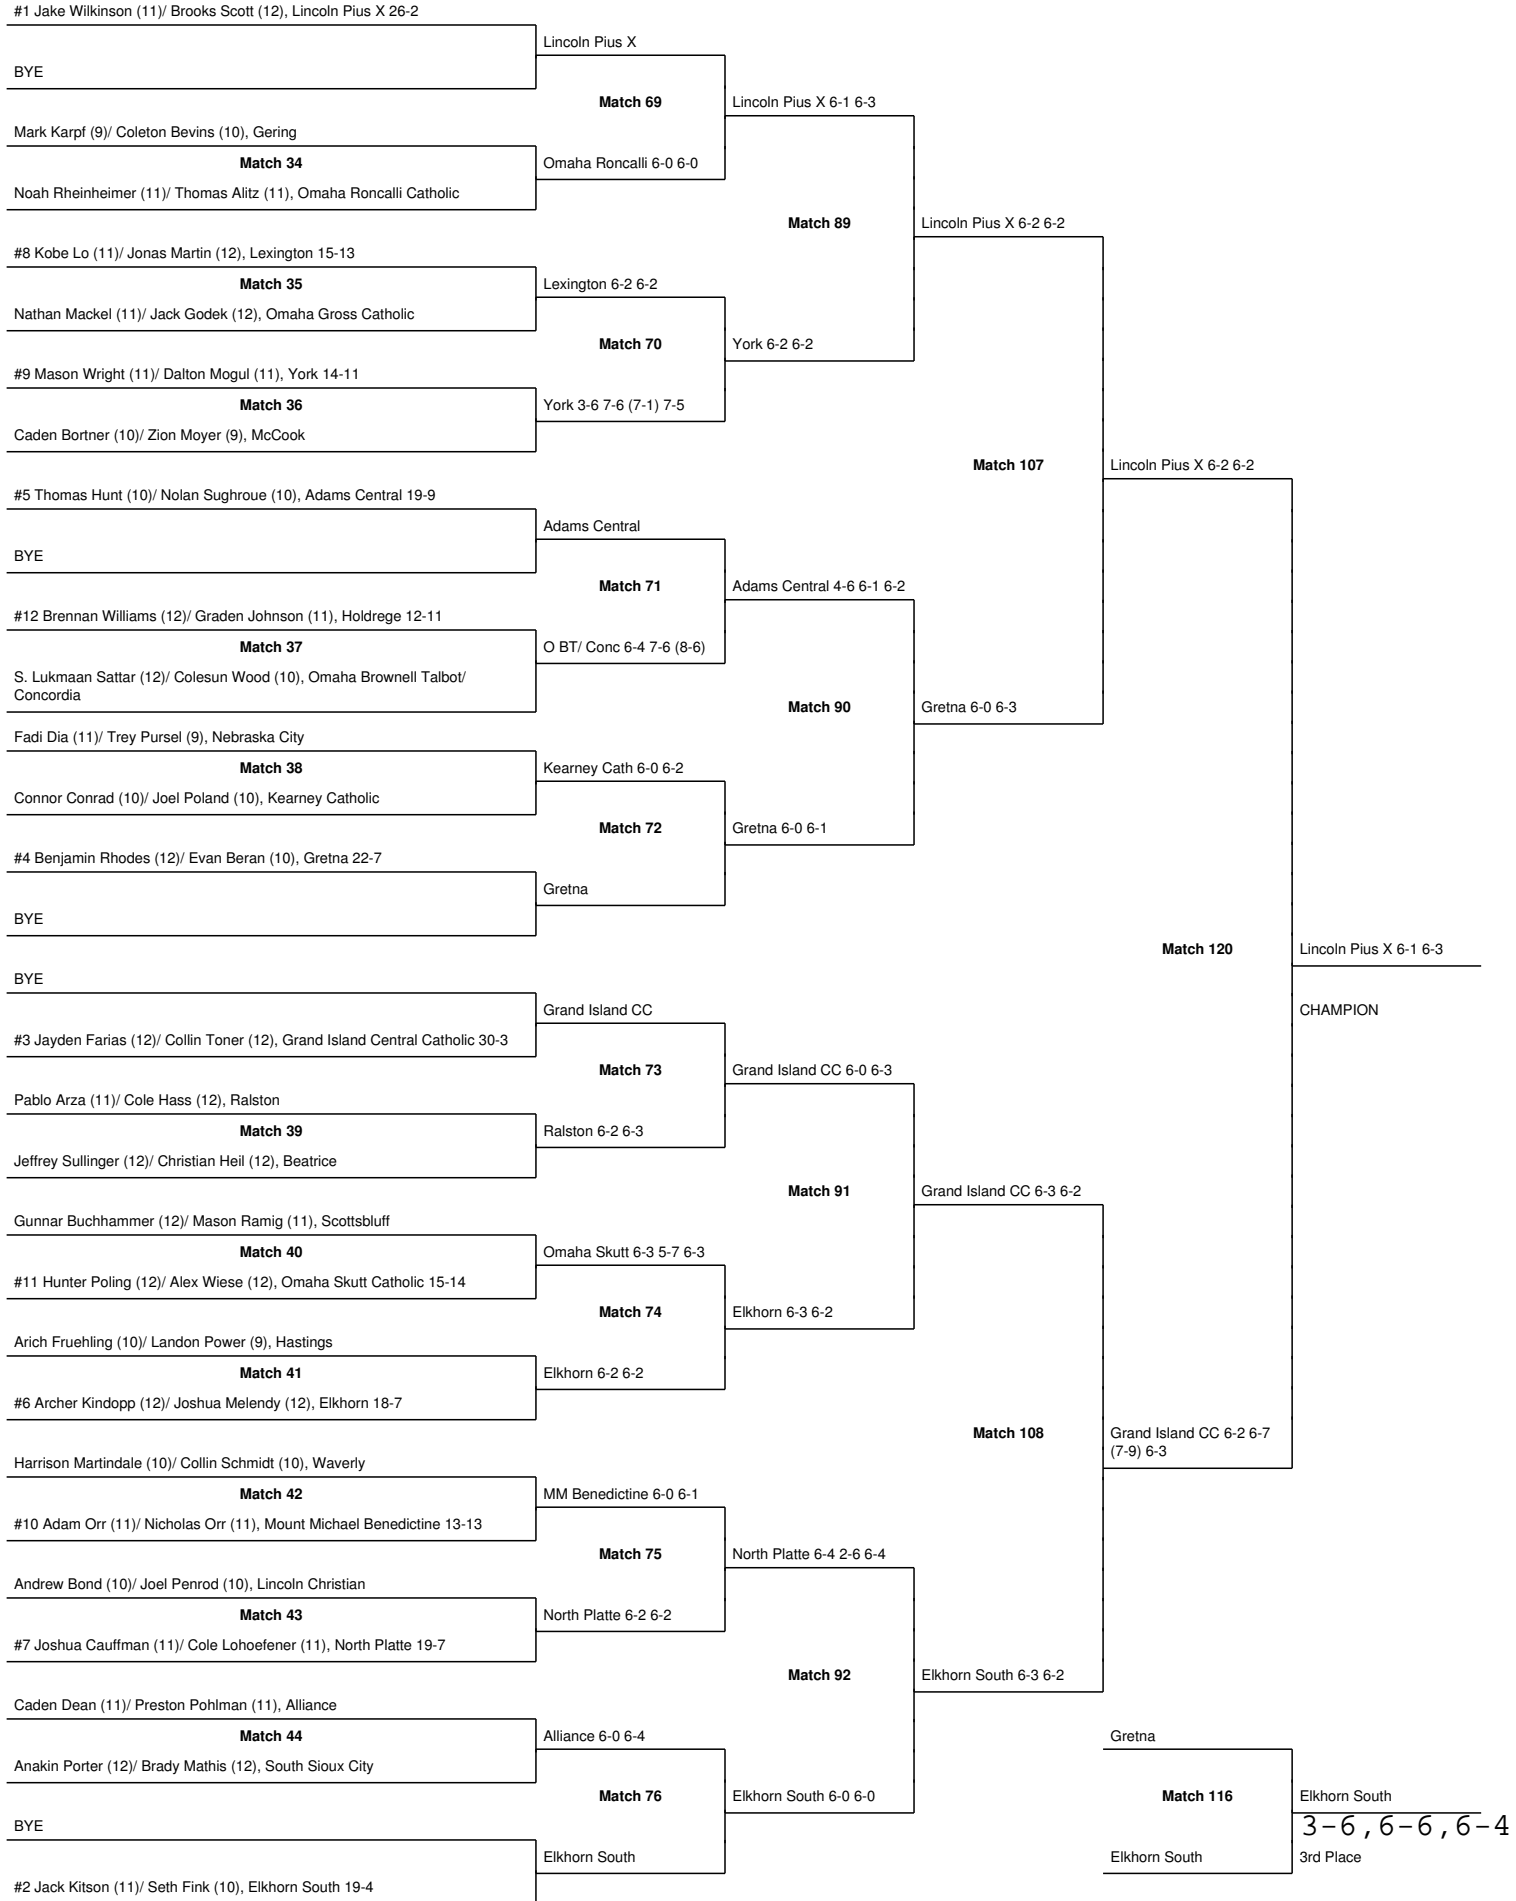 #1 Jake Wilkinson (11)/ Brooks Scott (12), Lincoln Pius X 26-2
Lincoln Pius X
BYE
Match 69
Lincoln Pius X 6-1 6-3
Mark Karpf (9)/ Coleton Bevins (10), Gering
Match 34
Omaha Roncalli 6-0 6-0
Noah Rheinheimer (11)/ Thomas Alitz (11), Omaha Roncalli Catholic
Match 89
Lincoln Pius X 6-2 6-2
#8 Kobe Lo (11)/ Jonas Martin (12), Lexington 15-13
Match 35
Lexington 6-2 6-2
Nathan Mackel (11)/ Jack Godek (12), Omaha Gross Catholic
Match 70
York 6-2 6-2
#9 Mason Wright (11)/ Dalton Mogul (11), York 14-11
Match 36
York 3-6 7-6 (7-1) 7-5
Caden Bortner (10)/ Zion Moyer (9), McCook
Match 107
Lincoln Pius X 6-2 6-2
#5 Thomas Hunt (10)/ Nolan Sughroue (10), Adams Central 19-9
Adams Central
BYE
Match 71
Adams Central 4-6 6-1 6-2
#12 Brennan Williams (12)/ Graden Johnson (11), Holdrege 12-11
Match 37
O BT/ Conc 6-4 7-6 (8-6)
S. Lukmaan Sattar (12)/ Colesun Wood (10), Omaha Brownell Talbot/
Concordia
Match 90
Gretna 6-0 6-3
Fadi Dia (11)/ Trey Pursel (9), Nebraska City
Match 38
Kearney Cath 6-0 6-2
Connor Conrad (10)/ Joel Poland (10), Kearney Catholic
Match 72
Gretna 6-0 6-1
#4 Benjamin Rhodes (12)/ Evan Beran (10), Gretna 22-7
Gretna
BYE
Match 120
Lincoln Pius X 6-1 6-3
CHAMPION
BYE
Grand Island CC
#3 Jayden Farias (12)/ Collin Toner (12), Grand Island Central Catholic 30-3
Match 73
Grand Island CC 6-0 6-3
Pablo Arza (11)/ Cole Hass (12), Ralston
Match 39
Ralston 6-2 6-3
Jeffrey Sullinger (12)/ Christian Heil (12), Beatrice
Match 91
Grand Island CC 6-3 6-2
Gunnar Buchhammer (12)/ Mason Ramig (11), Scottsbluff
Match 40
Omaha Skutt 6-3 5-7 6-3
#11 Hunter Poling (12)/ Alex Wiese (12), Omaha Skutt Catholic 15-14
Match 74
Elkhorn 6-3 6-2
Arich Fruehling (10)/ Landon Power (9), Hastings
Match 41
Elkhorn 6-2 6-2
#6 Archer Kindopp (12)/ Joshua Melendy (12), Elkhorn 18-7
Match 108
Grand Island CC 6-2 6-7
(7-9) 6-3
Harrison Martindale (10)/ Collin Schmidt (10), Waverly
Match 42
MM Benedictine 6-0 6-1
#10 Adam Orr (11)/ Nicholas Orr (11), Mount Michael Benedictine 13-13
Match 75
North Platte 6-4 2-6 6-4
Andrew Bond (10)/ Joel Penrod (10), Lincoln Christian
Match 43
North Platte 6-2 6-2
#7 Joshua Cauffman (11)/ Cole Lohoefener (11), North Platte 19-7
Match 92
Elkhorn South 6-3 6-2
Caden Dean (11)/ Preston Pohlman (11), Alliance
Match 44
Alliance 6-0 6-4
Anakin Porter (12)/ Brady Mathis (12), South Sioux City
Match 76
Elkhorn South 6-0 6-0
BYE
Elkhorn South
#2 Jack Kitson (11)/ Seth Fink (10), Elkhorn South 19-4
Gretna
Match 116
Elkhorn South
3-6,6-6,6-4
Elkhorn South
3rd Place